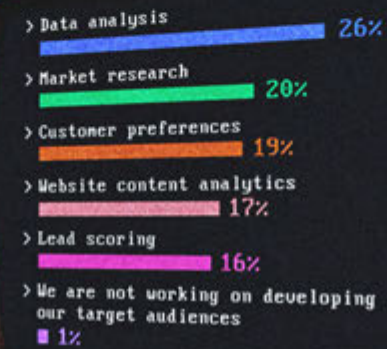 > Data analysis
26%
> Market research
20%
> Customer preferences
19%
> Website content analytics
17%
> Lead scoring
16%
> We are not working on developing
our target audiences
1%